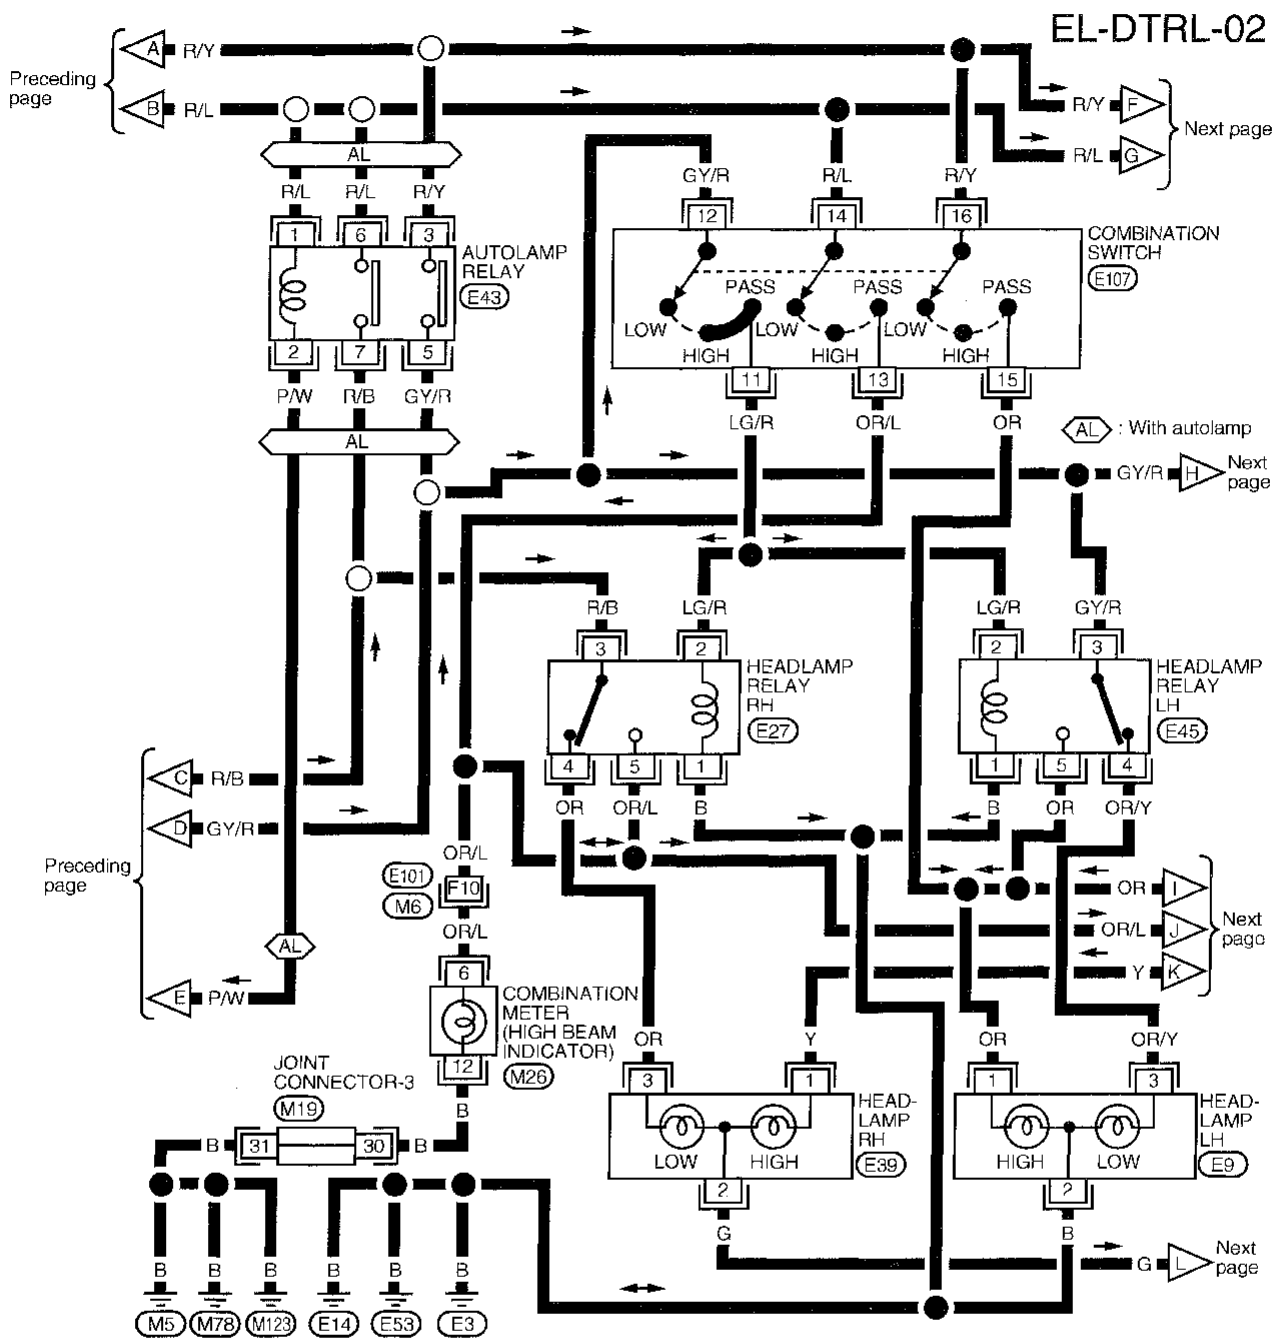 EL-DTRL-02
Preceding
page
A R/Y
B R/L
R/Y F
R/L G
Next page
AL
R/L R/L R/Y
1 6 3
AUTOLAMP
RELAY
E43
2 7 5
P/W R/B GY/R
AL
GY/R R/L R/Y
12 14 16
COMBINATION
SWITCH
E107
PASS PASS PASS
LOW LOW LOW
HIGH HIGH HIGH
11 13 15
LG/R OR/L OR
AL : With autolamp
GY/R H Next
page
R/B LG/R LG/R GY/R
3 2
HEADLAMP
RELAY
RH
E27
4 5 1
OR OR/L B
2 3
HEADLAMP
RELAY
LH
E45
1 5 4
B OR OR/Y
C R/B
D GY/R
Preceding
page
AL
E P/W
OR/L
E101
F10
M6
OR/L
6
COMBINATION
METER
(HIGH BEAM
INDICATOR)
M26
12
B
OR I
OR/L J
Y K
Next
page
JOINT
CONNECTOR-3
M19
B 31 30 B
OR Y OR OR/Y
3 1
HEAD-
LAMP
RH
E39
LOW HIGH
2
G
1 3
HEAD-
LAMP
LH
E9
HIGH LOW
2
B
G L Next
page
B B B B B B
M5 M78 M123 E14 E53 E3